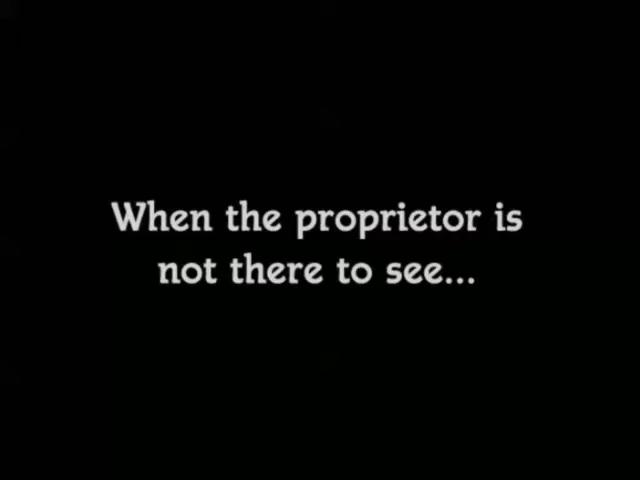 When the proprietor is
not there to see...